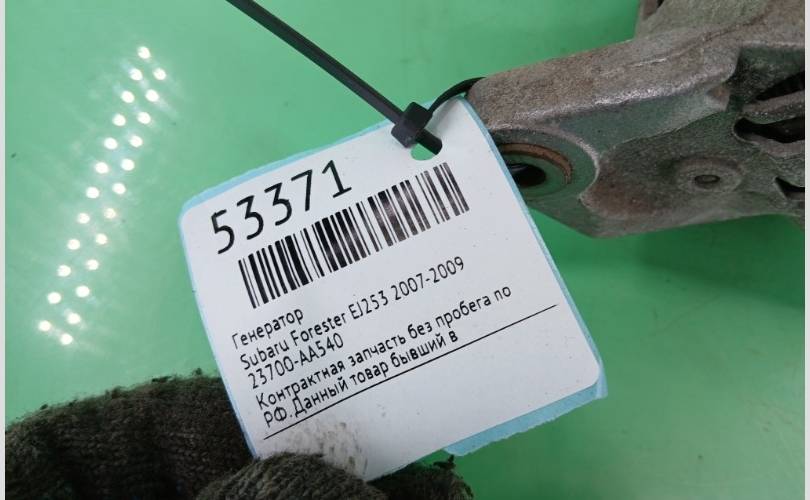 53371
Генератор
Subaru Forester EJ253 2007-2009
23700-AA540
Контрактная запчасть без пробега по
РФ.Данный товар бывший в